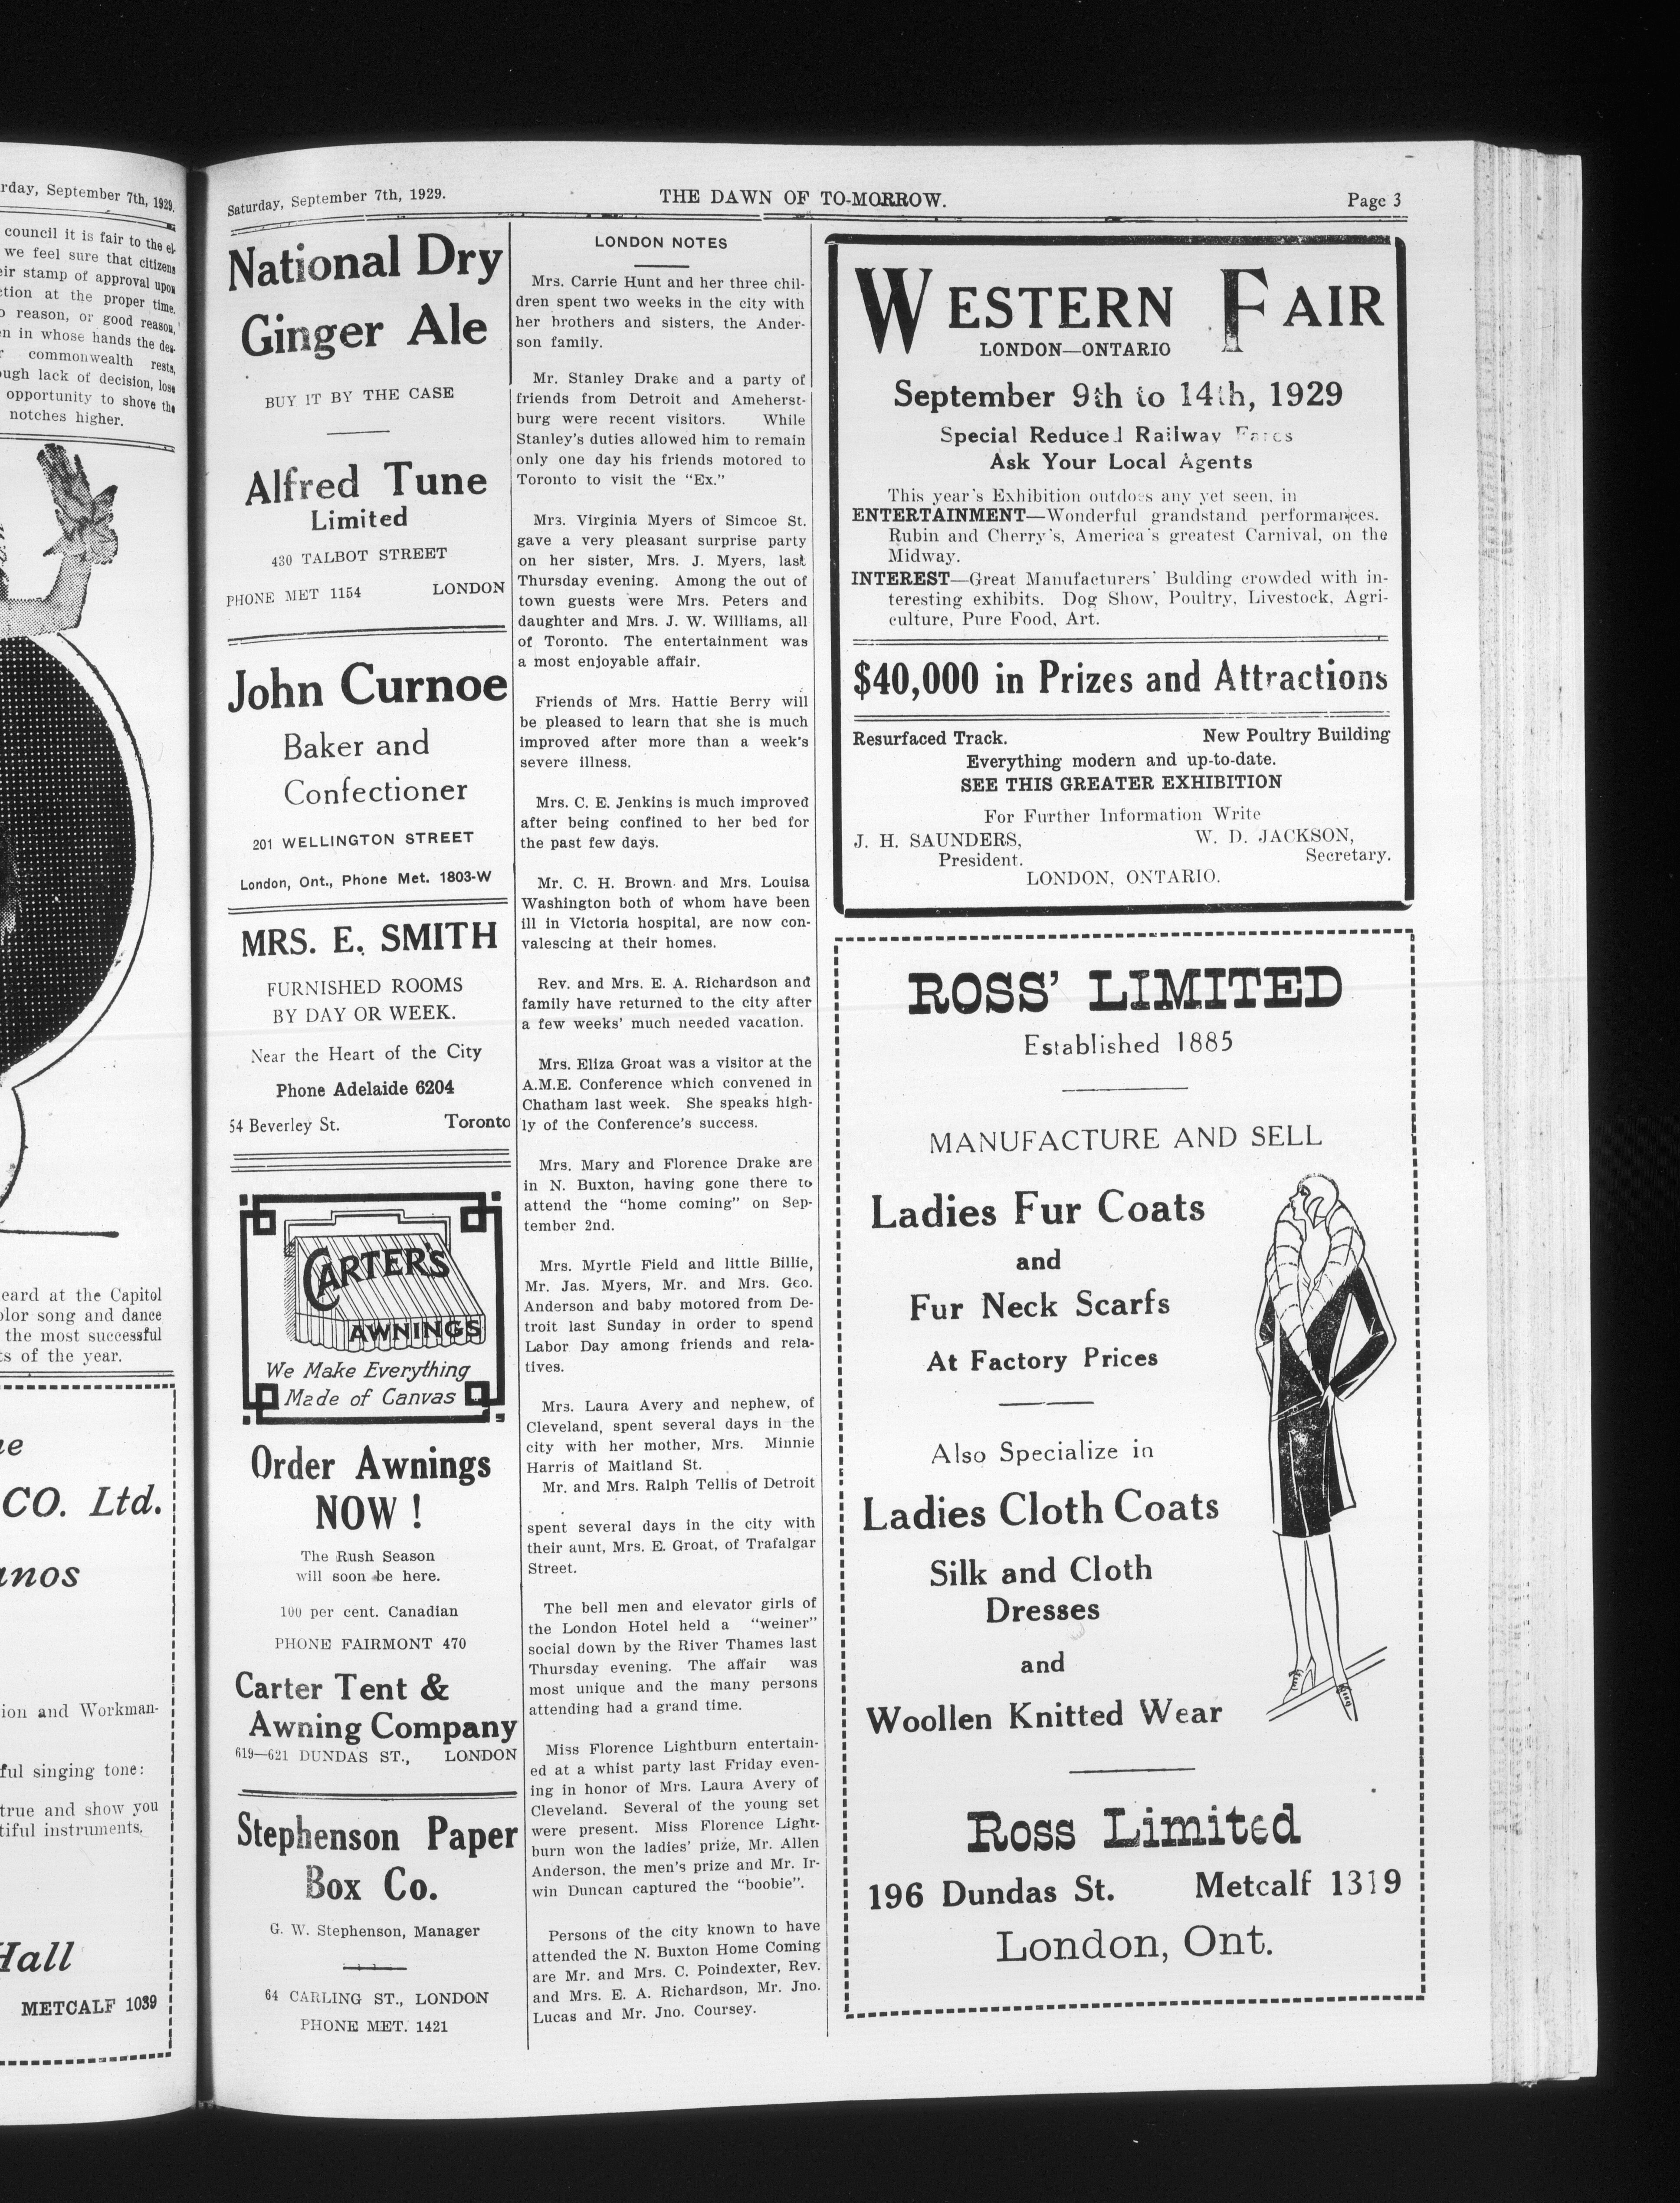 rday, September 7th, 1929.
council it is fair to the el-
we feel sure that citizens
eir stamp of approval upon
ction at the proper time.
reason, or good reason,
en in whose hands the des-
commonwealth rests,
ough lack of decision, lose
opportunity to shove the
notches higher.
eard at the Capitol
olor song and dance
the most successful
ts of the year.
CO. Ltd.
anos
ion and Workman-
ful singing tone:
true and show you
tiful instruments.
Hall
METCALF 1039
Saturday, September 7th, 1929.
THE DAWN OF TO-MORROW.
Page 3
National Dry
Ginger Ale
BUY IT BY THE CASE
Alfred Tune
Limited
430 TALBOT STREET
PHONE MET 1154 LONDON
John Curnoe
Baker and
Confectioner
201 WELLINGTON STREET
London, Ont., Phone Met. 1803-W
MRS. E. SMITH
FURNISHED ROOMS
BY DAY OR WEEK.
Near the Heart of the City
Phone Adelaide 6204
54 Beverley St. Toronto
CARTER'S
AWNINGS
We Make Everything
Made of Canvas
Order Awnings
NOW !
The Rush Season
will soon be here.
100 per cent. Canadian
PHONE FAIRMONT 470
Carter Tent &
Awning Company
619—621 DUNDAS ST., LONDON
Stephenson Paper
Box Co.
G. W. Stephenson, Manager
64 CARLING ST., LONDON
PHONE MET. 1421
LONDON NOTES
Mrs. Carrie Hunt and her three chil-
dren spent two weeks in the city with
her brothers and sisters, the Ander-
son family.
Mr. Stanley Drake and a party of
friends from Detroit and Ameherst-
burg were recent visitors. While
Stanley's duties allowed him to remain
only one day his friends motored to
Toronto to visit the "Ex."
Mrs. Virginia Myers of Simcoe St.
gave a very pleasant surprise party
on her sister, Mrs. J. Myers, last
Thursday evening. Among the out of
town guests were Mrs. Peters and
daughter and Mrs. J. W. Williams, all
of Toronto. The entertainment was
a most enjoyable affair.
Friends of Mrs. Hattie Berry will
be pleased to learn that she is much
improved after more than a week's
severe illness.
Mrs. C. E. Jenkins is much improved
after being confined to her bed for
the past few days.
Mr. C. H. Brown and Mrs. Louisa
Washington both of whom have been
ill in Victoria hospital, are now con-
valescing at their homes.
Rev. and Mrs. E. A. Richardson and
family have returned to the city after
a few weeks' much needed vacation.
Mrs. Eliza Groat was a visitor at the
A.M.E. Conference which convened in
Chatham last week. She speaks high-
ly of the Conference's success.
Mrs. Mary and Florence Drake are
in N. Buxton, having gone there to
attend the "home coming" on Sep-
tember 2nd.
Mrs. Myrtle Field and little Billie,
Mr. Jas. Myers, Mr. and Mrs. Geo.
Anderson and baby motored from De-
troit last Sunday in order to spend
Labor Day among friends and rela-
tives.
Mrs. Laura Avery and nephew, of
Cleveland, spent several days in the
city with her mother, Mrs. Minnie
Harris of Maitland St.
Mr. and Mrs. Ralph Tellis of Detroit
spent several days in the city with
their aunt, Mrs. E. Groat, of Trafalgar
Street.
The bell men and elevator girls of
the London Hotel held a "weiner"
social down by the River Thames last
Thursday evening. The affair was
most unique and the many persons
attending had a grand time.
Miss Florence Lightburn entertain-
ed at a whist party last Friday even-
ing in honor of Mrs. Laura Avery of
Cleveland. Several of the young set
were present. Miss Florence Light-
burn won the ladies' prize, Mr. Allen
Anderson, the men's prize and Mr. Ir-
win Duncan captured the "boobie".
Persons of the city known to have
attended the N. Buxton Home Coming
are Mr. and Mrs. C. Poindexter, Rev.
and Mrs. E. A. Richardson, Mr. Jno.
Lucas and Mr. Jno. Coursey.
WESTERN FAIR
LONDON—ONTARIO
September 9th to 14th, 1929
Special Reduced Railway Fares
Ask Your Local Agents
This year's Exhibition outdoes any yet seen, in
ENTERTAINMENT—Wonderful grandstand performances.
Rubin and Cherry's, America's greatest Carnival, on the
Midway.
INTEREST—Great Manufacturers' Bulding crowded with in-
teresting exhibits. Dog Show, Poultry, Livestock, Agri-
culture, Pure Food, Art.
$40,000 in Prizes and Attractions
Resurfaced Track. New Poultry Building
Everything modern and up-to-date.
SEE THIS GREATER EXHIBITION
For Further Information Write
J. H. SAUNDERS, W. D. JACKSON,
President. Secretary.
LONDON, ONTARIO.
ROSS' LIMITED
Established 1885
MANUFACTURE AND SELL
Ladies Fur Coats
and
Fur Neck Scarfs
At Factory Prices
Also Specialize in
Ladies Cloth Coats
Silk and Cloth
Dresses
and
Woollen Knitted Wear
Ross Limited
196 Dundas St. Metcalf 1319
London, Ont.